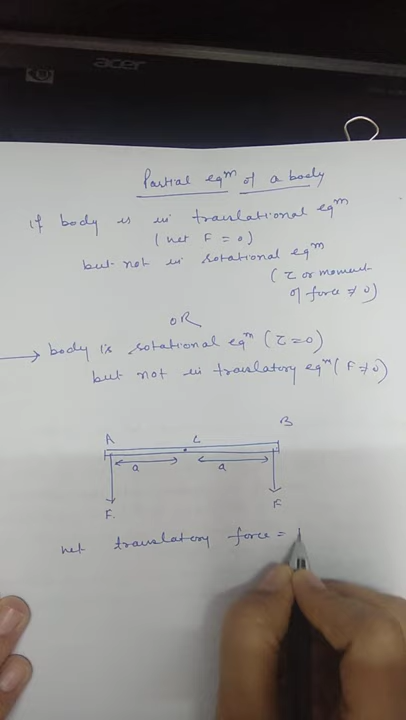 acer
Partial eqm of a body
if body is in translational eqm
( net F = 0 )
but not in rotational eqm
( τ or moment
of force ≠ 0 )
OR
→ body is rotational eqm ( τ = 0 )
but not in translatory eqm ( F ≠ 0 )
B
A C
a a
F F
net translatory force =